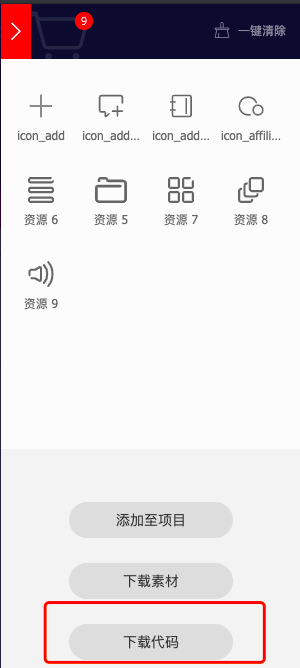 9
一键清除
icon_add
icon_add...
icon_add...
icon_affili...
资源 6
资源 5
资源 7
资源 8
资源 9
添加至项目
下载素材
下载代码